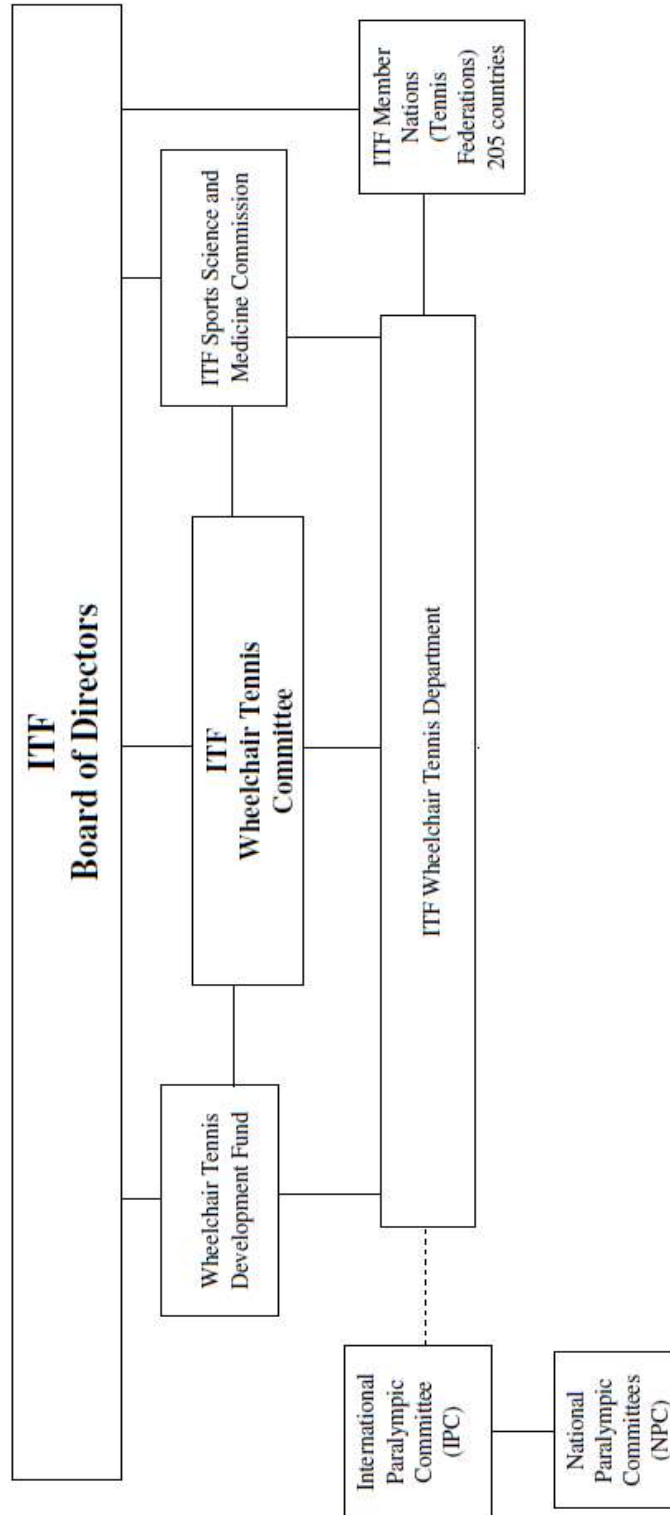 ITF
Board of Directors
Wheelchair Tennis
Development Fund
ITF
Wheelchair Tennis
Committee
ITF Sports Science and
Medicine Commission
International
Paralympic
Committee
(IPC)
ITF Wheelchair Tennis Department
ITF Member
Nations
(Tennis
Federations)
205 countries
National
Paralympic
Committees
(NPC)